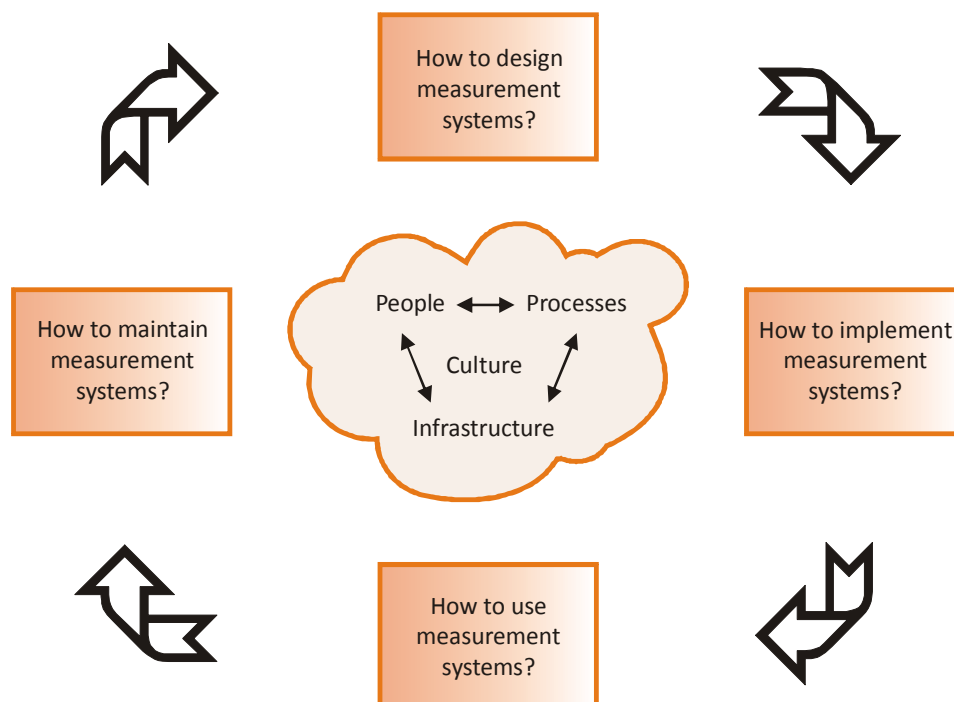 How to design
measurement
systems?
People
Processes
Culture
Infrastructure
How to maintain
measurement
systems?
How to implement
measurement
systems?
How to use
measurement
systems?